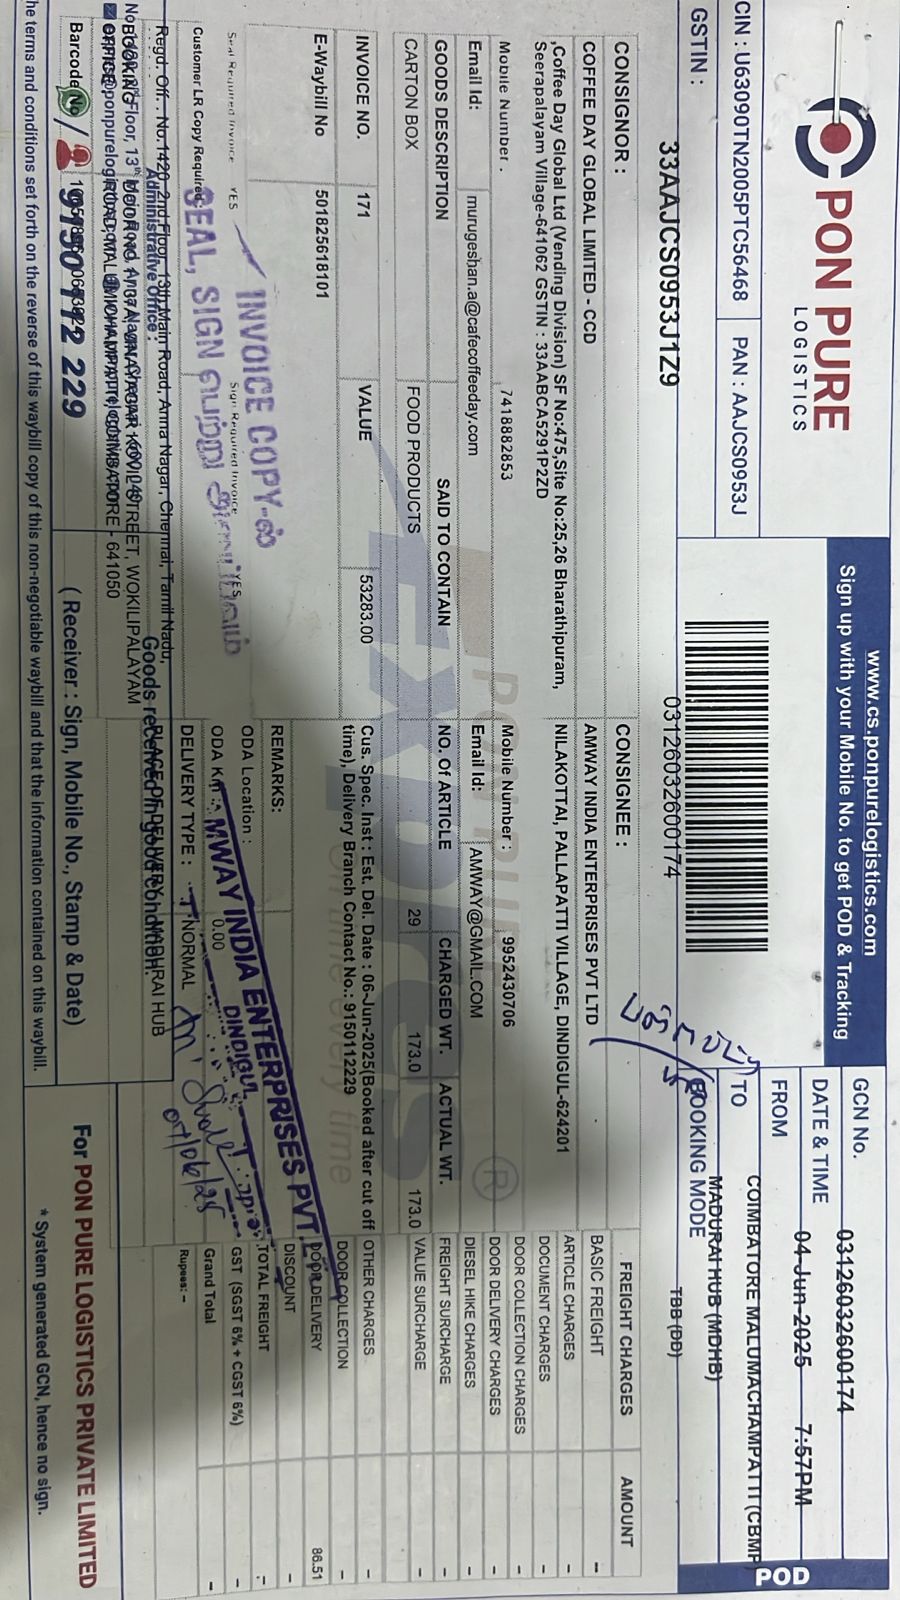 PON PURE
LOGISTICS
www.cs.ponpurelogistics.com
Sign up with your Mobile No. to get POD & Tracking
CIN : U63090TN2005PTC56468 PAN : AAJCS0953J
GSTIN : 33AAJCS0953J1Z9
03126032600174
GCN No. 03126032600174
DATE & TIME 04-Jun-2025 7:57PM
FROM COIMBATORE MALUMACHAMPATTI (CBMP
TO MADURAI HUB (MDHB)
BOOKING MODE TBB (DD)
POD
CONSIGNOR :
COFFEE DAY GLOBAL LIMITED - CCD
,Coffee Day Global Ltd (Vending Division) SF No:475,Site No:25,26 Bharathipuram,
Seerapalayam Village-641062 GSTIN : 33AABCA5291P2ZD
Mobile Number . 7418882853
Email Id: murugeshan.a@cafecoffeeday.com
CONSIGNEE :
AMWAY INDIA ENTERPRISES PVT LTD
NILAKOTTAI, PALLAPATTI VILLAGE, DINDIGUL-624201
Mobile Number : 9952430706
Email Id: AMWAY@GMAIL.COM
GOODS DESCRIPTION SAID TO CONTAIN NO. Of ARTICLE CHARGED WT. ACTUAL WT.
CARTON BOX FOOD PRODUCTS 29 173.0 173.0
INVOICE NO. 171 VALUE 53283.00
E-Waybill No 501825618101
Cus. Spec. Inst : Est. Del. Date : 06-Jun-2025(Booked after cut off
time), Delivery Branch Contact No.: 9150112229
REMARKS:
ODA Location :
ODA Km : 0.00
DELIVERY TYPE : NORMAL
PLACE OF DELIVERY: MADHRAI HUB
Seal Required Invoice YES
Sign Required Invoice YES
Customer LR Copy Required
INVOICE COPY-ல்
SEAL, SIGN பெற்று
AMWAY INDIA ENTERPRISES PVT.
DINDIGUL
07/06/25
FREIGHT CHARGES AMOUNT
BASIC FREIGHT -
ARTICLE CHARGES -
DOCUMENT CHARGES -
DOOR COLLECTION CHARGES -
DOOR DELIVERY CHARGES -
DIESEL HIKE CHARGES -
FREIGHT SURCHARGE -
VALUE SURCHARGE -
OTHER CHARGES -
DOOR COLLECTION -
DOOR DELIVERY 86.51
DISCOUNT -
TOTAL FREIGHT -
GST (SGST 6% + CGST 6%) -
Grand Total -
Rupees: -
Regd. Off. : No.1420, 2nd Floor, 13th Main Road, Anna Nagar, Chennai, Tamil Nadu,
Administrative Office :
Goods received in good condition.
Barcode No
9150 112 229
( Receiver : Sign, Mobile No., Stamp & Date)
For PON PURE LOGISTICS PRIVATE LIMITED
* System generated GCN, hence no sign.
he terms and conditions set forth on the reverse of this waybill copy of this non-negotiable waybill and that the information contained on this waybill.